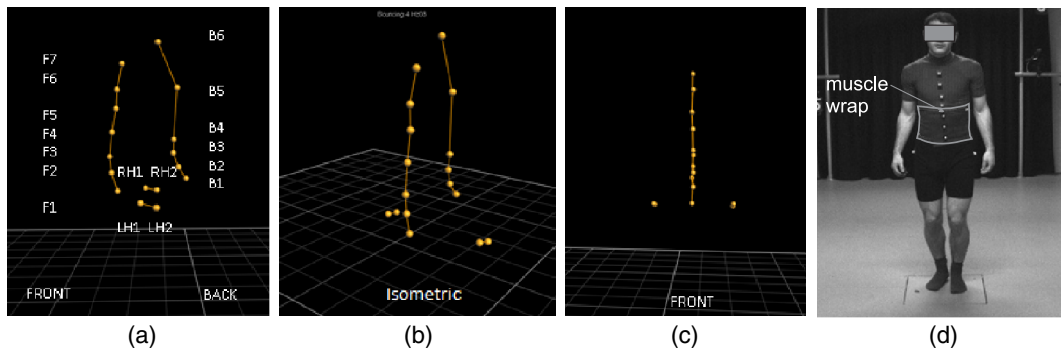 B6
F7
F6
B5
F5
B4
F4
B3
F3
B2
F2
RH1 RH2
B1
F1
LH1 LH2
FRONT
BACK
(a)
Isometric
(b)
FRONT
(c)
muscle
wrap
(d)